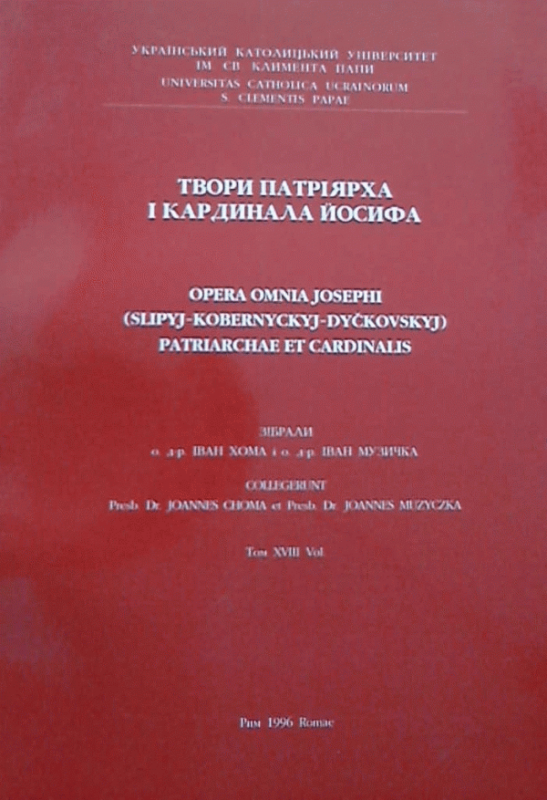 УКРАЇНСЬКИЙ КАТОЛИЦЬКИЙ УНІВЕРСИТЕТ
ІМ СВ КЛИМЕНТА ПАПИ
UNIVERSITAS CATHOLICA UCRAINORUM
S. CLEMENTIS PAPAE
ТВОРИ ПАТРІЯРХА
І КАРДИНАЛА ЙОСИФА
OPERA OMNIA JOSEPHI
(SLIPYJ-KOBERNYCKYJ-DYČKOVSKYJ)
PATRIARCHAE ET CARDINALIS
ЗІБРАЛИ
о. д-р. ІВАН ХОМА і о. д-р. ІВАН МУЗИЧКА
COLLEGERUNT
Presb. Dr. JOANNES CHOMA et Presb. Dr. JOANNES MUZYCZKA
Том XVIII Vol.
Рим 1996 Romae